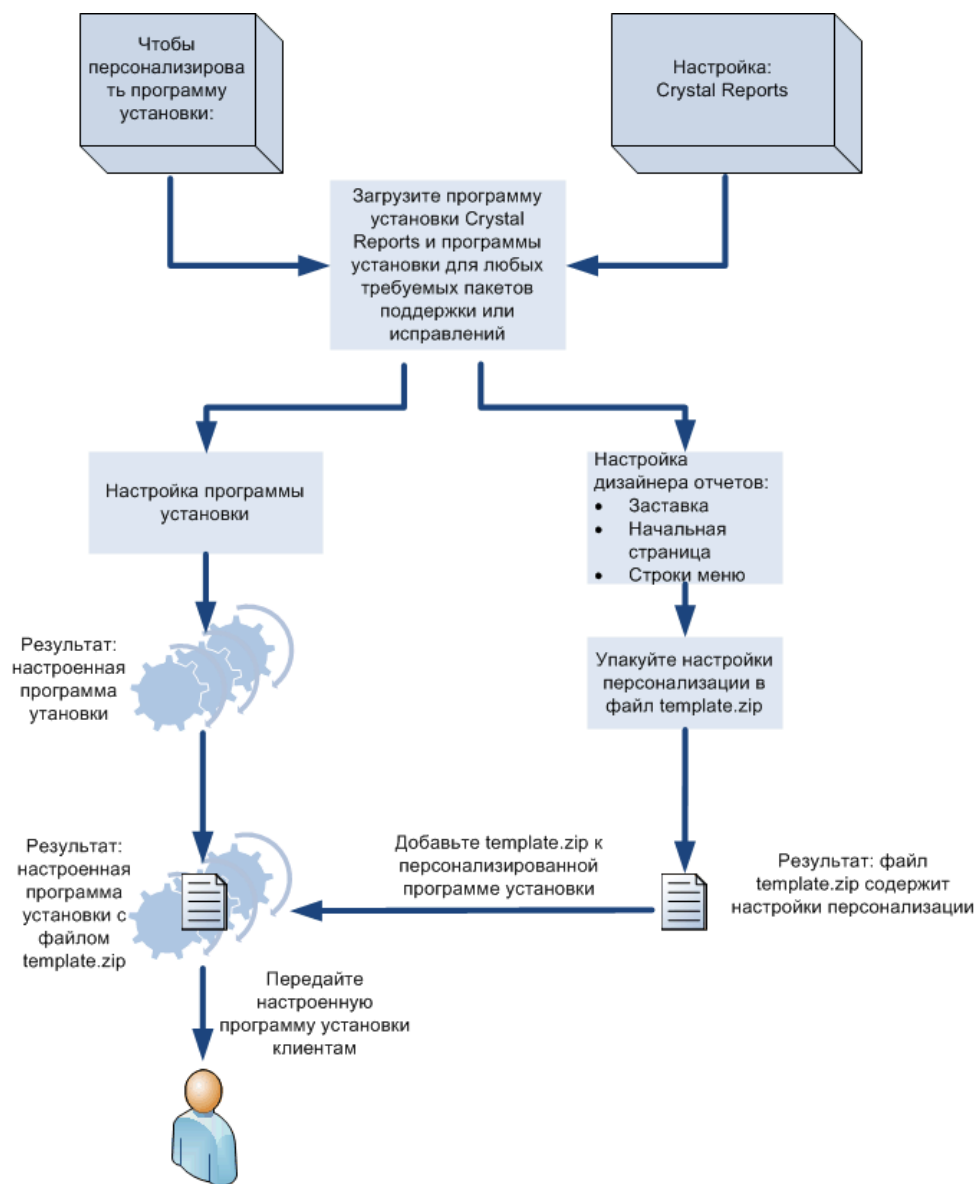 Чтобы
персонализирова
ть программу
установки:
Настройка:
Crystal Reports
Загрузите программу
установки Crystal
Reports и программы
установки для любых
требуемых пакетов
поддержки или
исправлений
Настройка программы
установки
Настройка
дизайнера отчетов:
• Заставка
• Начальная
страница
• Строки меню
Результат:
настроенная
программа
утановки
Упакуйте настройки
персонализации в
файл template.zip
Результат:
настроенная
программа
установки с
файлом
template.zip
Добавьте template.zip к
персонализированной
программе установки
Результат: файл
template.zip содержит
настройки персонализации
Передайте
настроенную
программу установки
клиентам